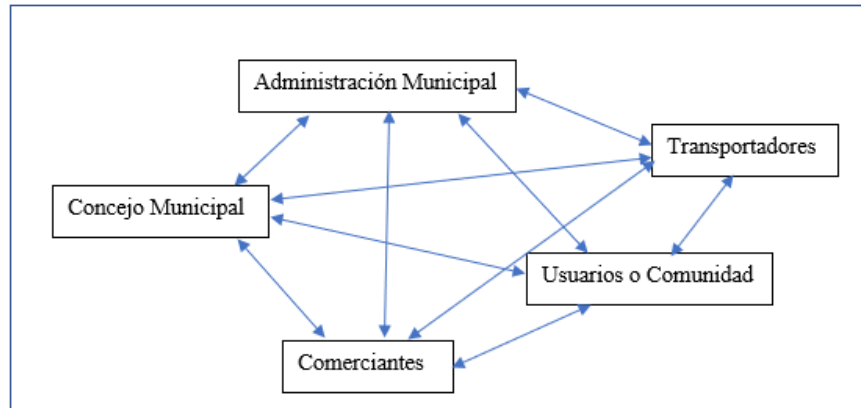 Administración Municipal
Transportadores
Concejo Municipal
Usuarios o Comunidad
Comerciantes